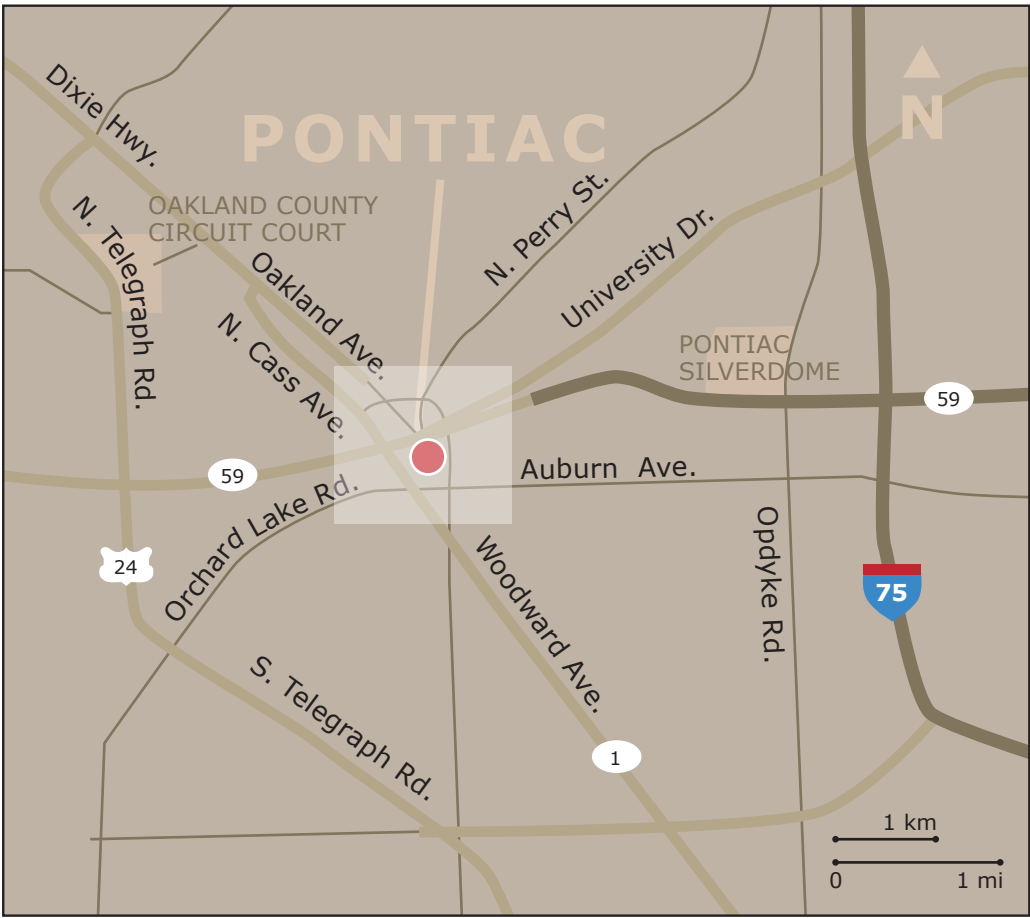 Dixie Hwy.
PONTIAC
N
OAKLAND COUNTY
CIRCUIT COURT
N. Telegraph Rd.
N. Perry St.
University Dr.
Oakland Ave.
N. Cass Ave.
PONTIAC
SILVERDOME
59
59
Auburn Ave.
Orchard Lake Rd.
24
Opdyke Rd.
75
Woodward Ave.
S. Telegraph Rd.
1
1 km
0
1 mi